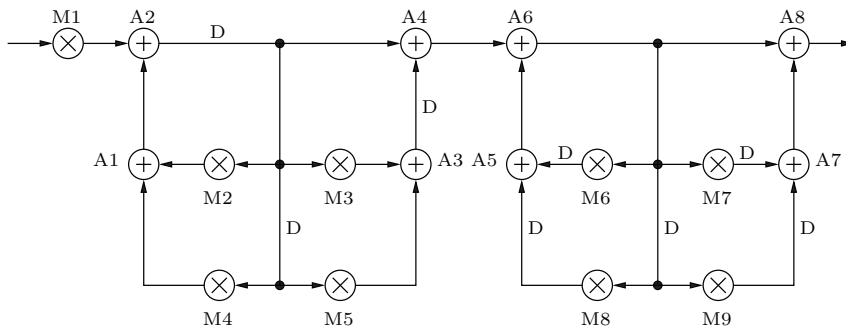 M1 A2 D A4 A6 A8
D
A1 M2 M3 A3 A5 D M6 M7 D A7
D D D
M4 M5 M8 M9